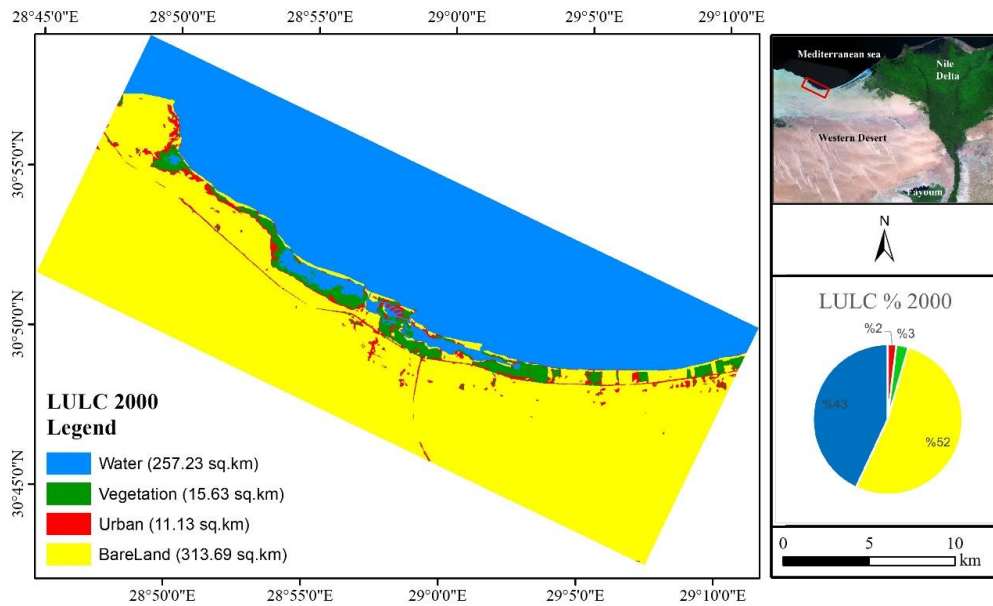 28°45'0"E
28°50'0"E
28°55'0"E
29°0'0"E
29°5'0"E
29°10'0"E
30°55'0"N
30°50'0"N
30°45'0"N
LULC 2000
Legend
Water (257.23 sq.km)
Vegetation (15.63 sq.km)
Urban (11.13 sq.km)
BareLand (313.69 sq.km)
28°50'0"E
28°55'0"E
29°0'0"E
29°5'0"E
29°10'0"E
Mediterranean sea
Nile
Delta
Western Desert
Fayoum
N
LULC % 2000
%2
%3
%43
%52
0
5
10
km